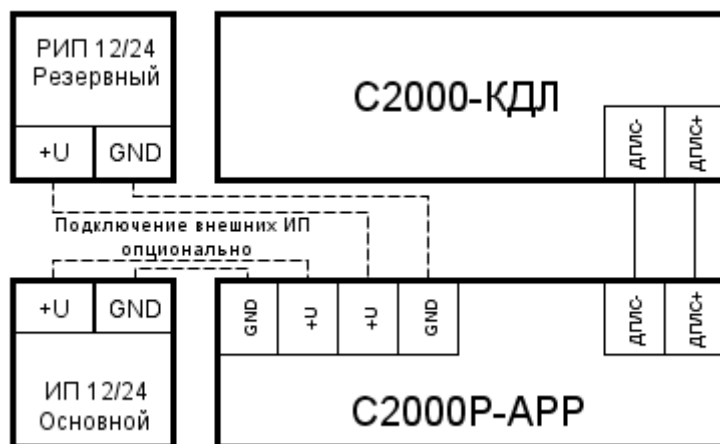 РИП 12/24
Резервный
+U GND
С2000-КДЛ
ДПЛС- ДПЛС+
Подключение внешних ИП
опционально
+U GND
ИП 12/24
Основной
GND +U +U GND
ДПЛС- ДПЛС+
С2000Р-АРР